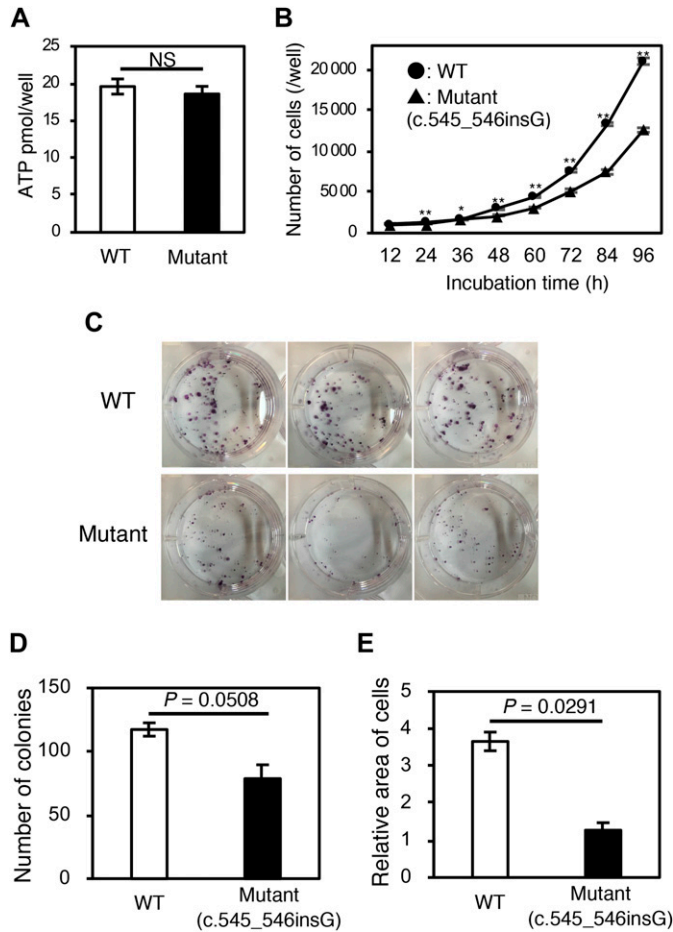 A
25
20
15
10
5
0
ATP pmol/well
NS
WT
Mutant
B
20 000
15 000
10 000
5000
0
Number of cells (/well)
●: WT
▲: Mutant
(c.545_546insG)
**
*
**
**
**
**
**
12 24 36 48 60 72 84 96
Incubation time (h)
C
WT
Mutant
D
150
100
50
0
Number of colonies
P = 0.0508
WT
Mutant
(c.545_546insG)
E
5
4
3
2
1
0
Relative area of cells
P = 0.0291
WT
Mutant
(c.545_546insG)